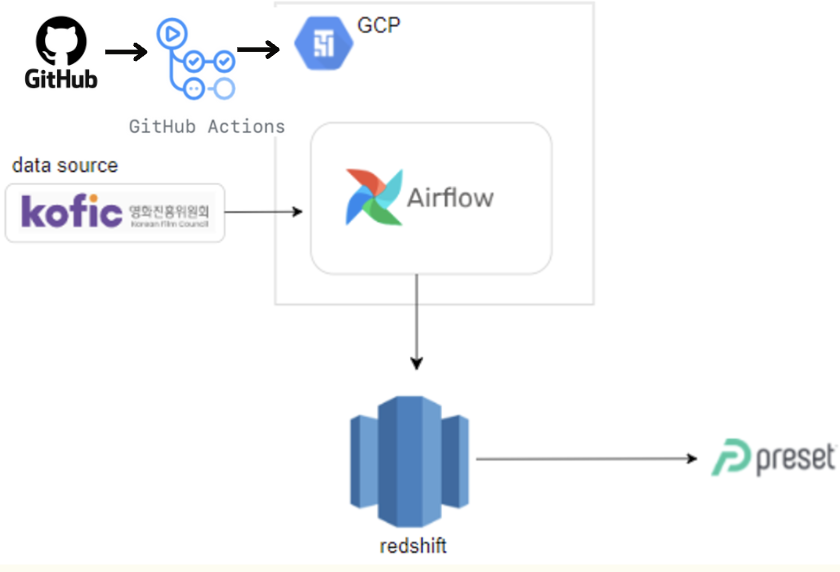 GitHub
GCP
GitHub Actions
data source
kofic 영화진흥위원회
Korean Film Council
Airflow
preset
redshift